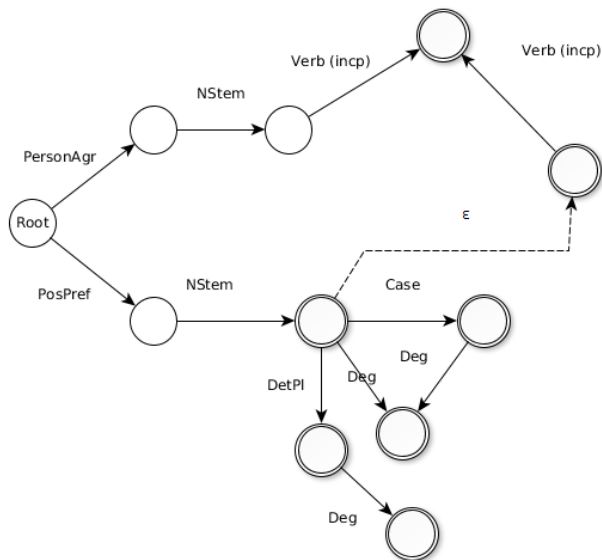 Verb (incp)
Verb (incp)
NStem
PersonAgr
Root
ε
PosPref
NStem
Case
Deg
DetPl
Deg
Deg